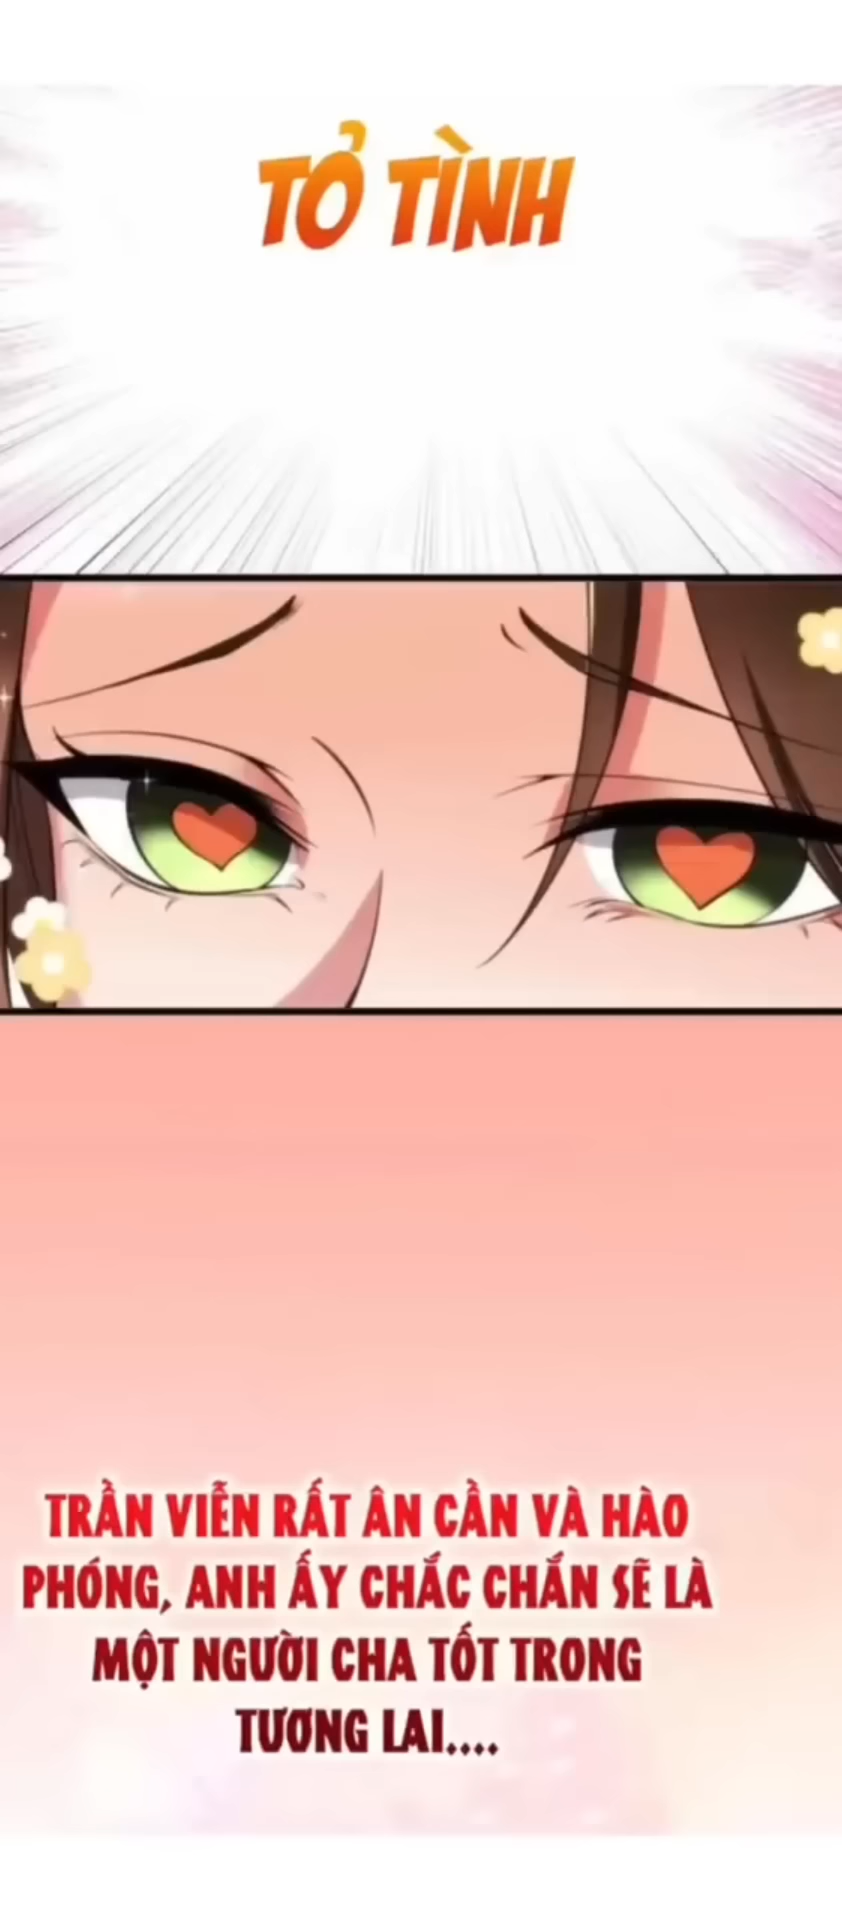 TỎ TÌNH
TRẦN VIỄN RẤT ÂN CẦN VÀ HÀO
PHÓNG, ANH ẤY CHẮC CHẮN SẼ LÀ
MỘT NGƯỜI CHA TỐT TRONG
TƯƠNG LAI....